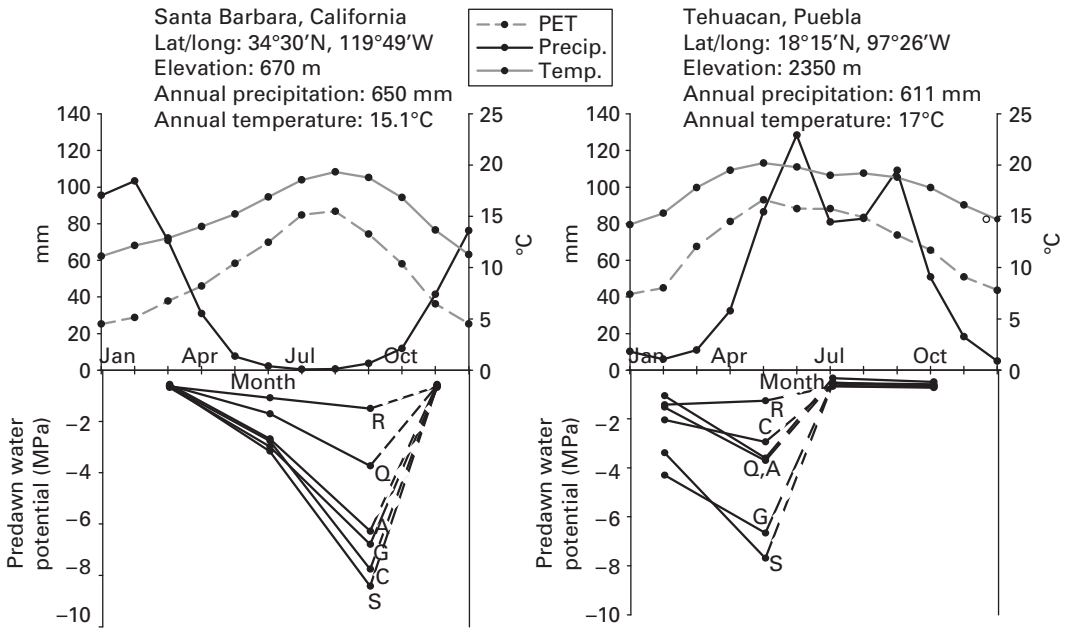 Santa Barbara, California
Lat/long: 34°30'N, 119°49'W
Elevation: 670 m
Annual precipitation: 650 mm
Annual temperature: 15.1°C
PET
Precip.
Temp.
Tehuacan, Puebla
Lat/long: 18°15'N, 97°26'W
Elevation: 2350 m
Annual precipitation: 611 mm
Annual temperature: 17°C
140
120
100
80
60
40
20
0
mm
25
20
15
10
5
0
°C
Jan
Apr
Jul
Oct
Month
140
120
100
80
60
40
20
0
mm
25
20
15
10
5
0
°C
Jan
Apr
Jul
Oct
Month
Predawn water
potential (MPa)
−2
−4
−6
−8
−10
R
Q
A
G
C
S
Predawn water
potential (MPa)
−2
−4
−6
−8
−10
R
C
Q,A
G
S